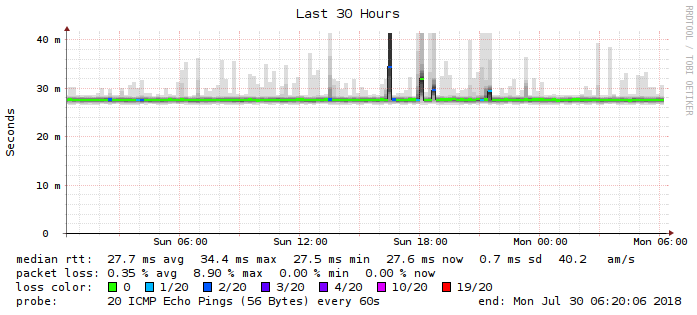 Last 30 Hours
RRDTOOL / TOBI OETIKER
40 m
30 m
20 m
10 m
0
Seconds
Sun 06:00 Sun 12:00 Sun 18:00 Mon 00:00 Mon 06:00
median rtt: 27.7 ms avg 34.4 ms max 27.5 ms min 27.6 ms now 0.7 ms sd 40.2 am/s
packet loss: 0.35 % avg 8.90 % max 0.00 % min 0.00 % now
loss color: 0 1/20 2/20 3/20 4/20 10/20 19/20
probe: 20 ICMP Echo Pings (56 Bytes) every 60s end: Mon Jul 30 06:20:06 2018